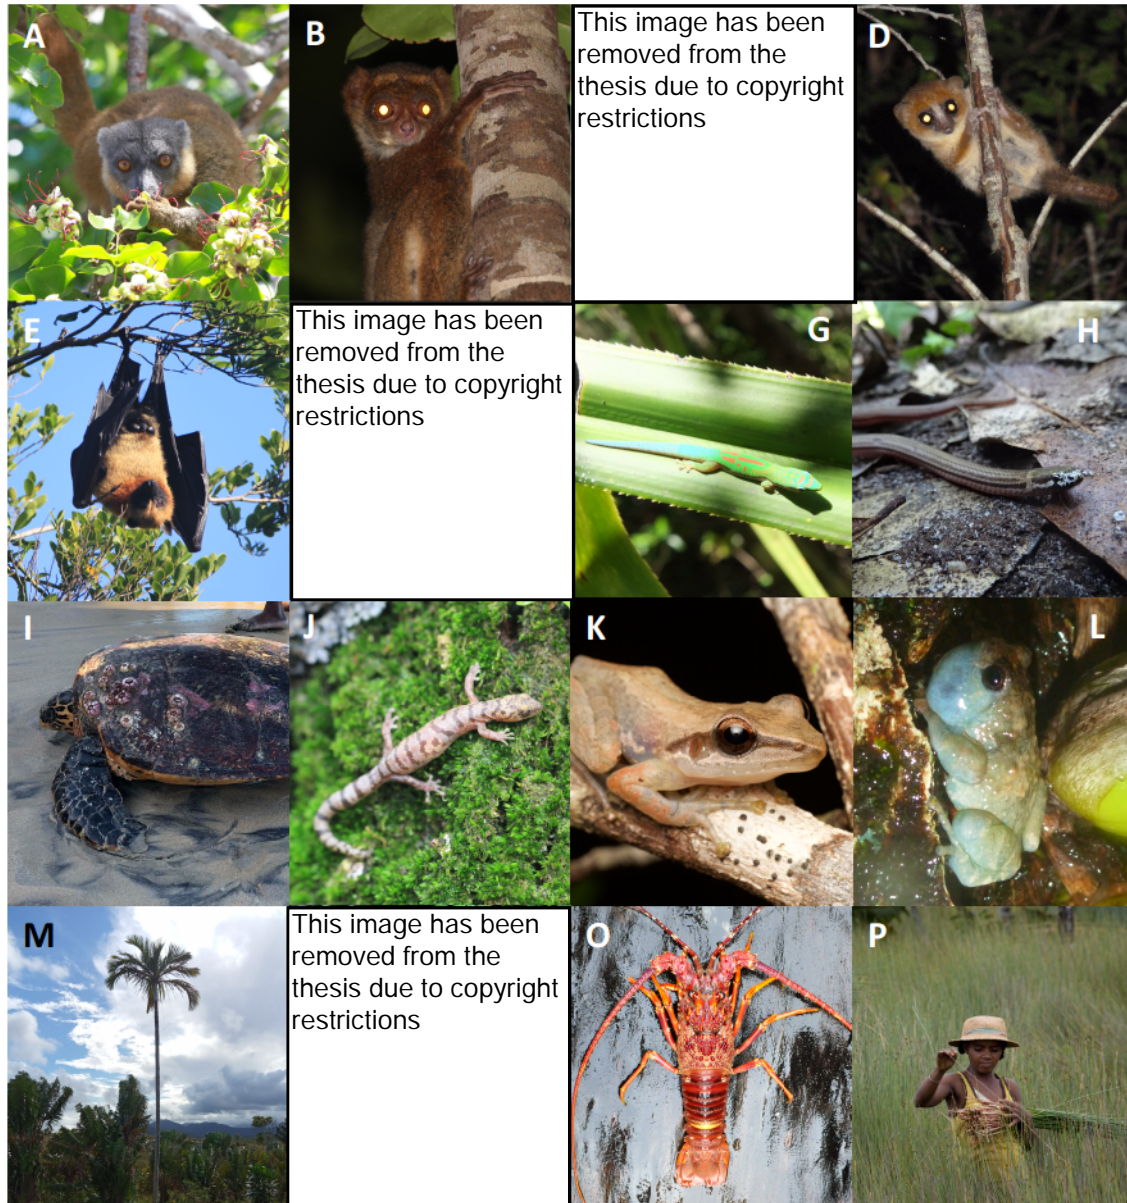 A
B
This image has been
removed from the
thesis due to copyright
restrictions
D
E
This image has been
removed from the
thesis due to copyright
restrictions
G
H
I
J
K
L
M
This image has been
removed from the
thesis due to copyright
restrictions
O
P